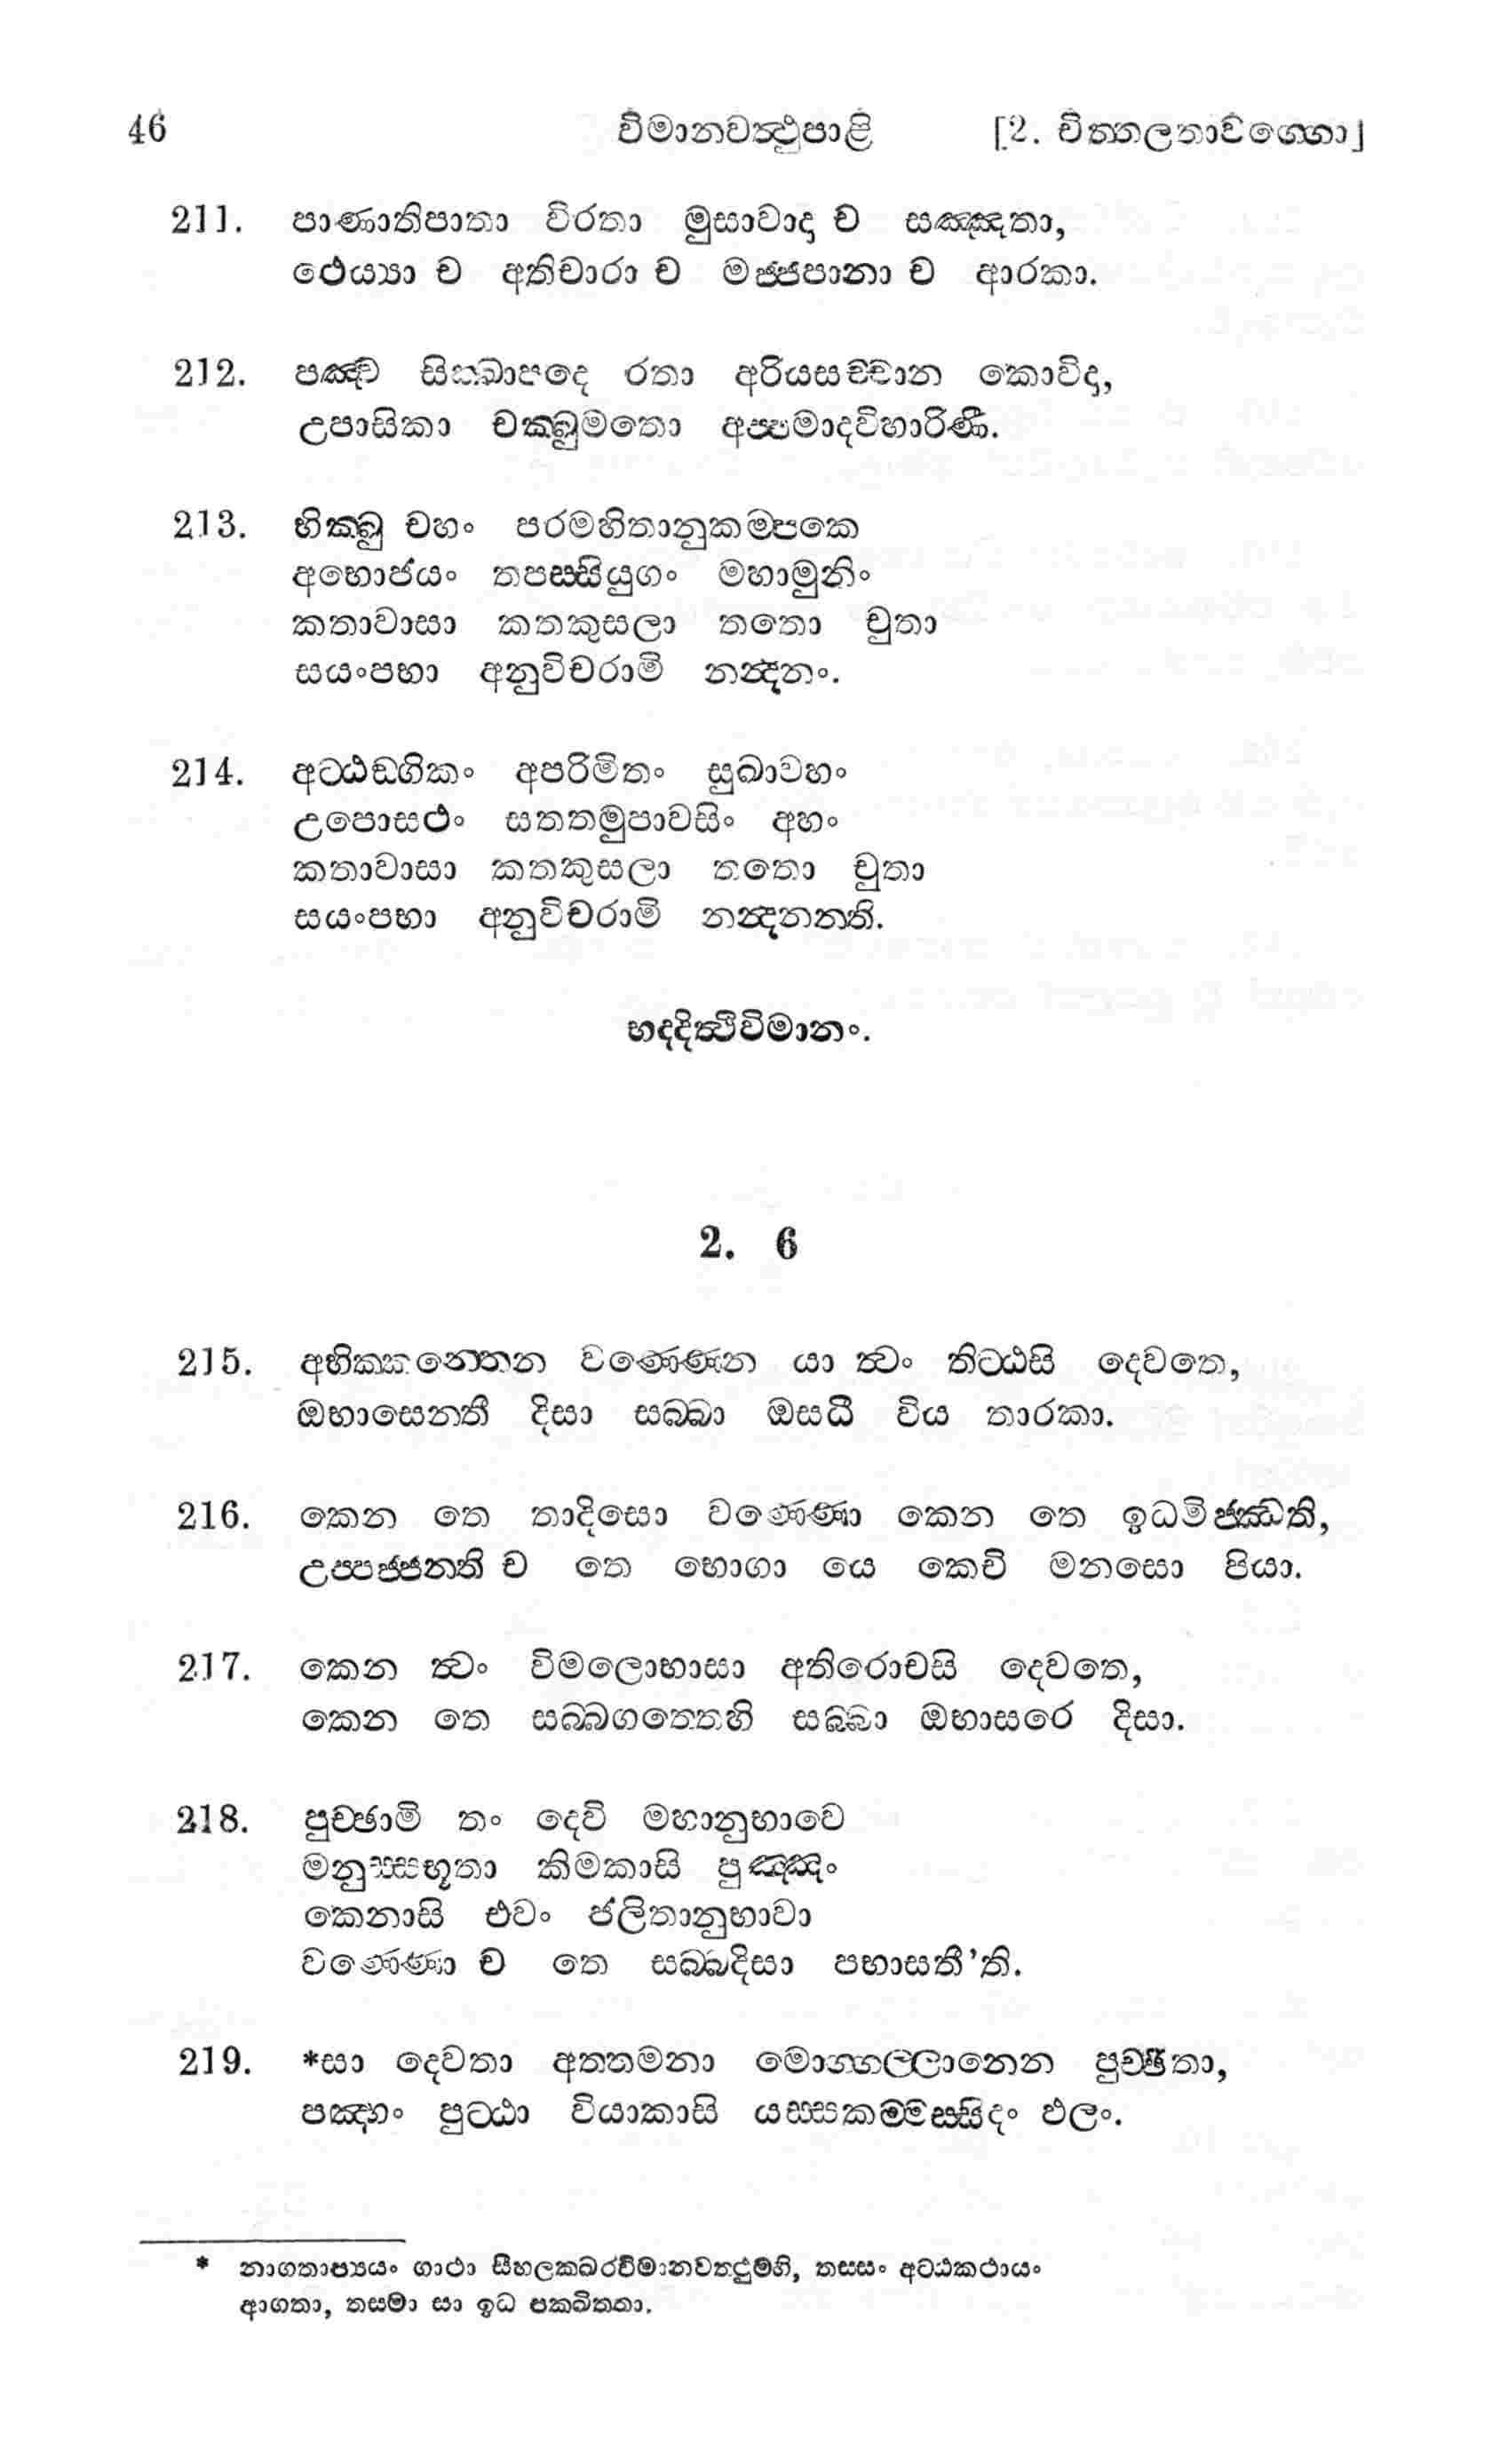 46 විමානවත්ථුපාළි [2. චිත්තලතාවග්ගො]
211. පාණාතිපාතා විරතා මුසාවාදා ච සඤ්ඤතා,
ථෙය්‍යා ච අතිචාරා ච මජ්ජපානා ච ආරකා.
212. පඤ්ච සික්ඛාපදෙ රතා අරියසච්චාන කොවිදා,
උපාසිකා චක්ඛුමතො අප්පමාදවිහාරිණී.
213. භික්ඛු චහං පරමහිතානුකම්පකෙ
අභොජයං තපස්සියුගං මහාමුනිං
කතාවාසා කතකුසලා තතො චුතා
සයංපභා අනුවිචරාමි නන්දනං.
214. අට්ඨඞ්ගිකං අපරිමිතං සුඛාවහං
උපොසථං සතතමුපාවසිං අහං
කතාවාසා කතකුසලා තතො චුතා
සයංපභා අනුවිචරාමි නන්දනන්ති.
භද්දිත්ථිවිමානං.
2. 6
215. අභික්කන්තෙන වණ්ණෙන යා ත්වං තිට්ඨසි දෙවතෙ,
ඔභාසෙන්තී දිසා සබ්බා ඔසධී විය තාරකා.
216. කෙන තෙ තාදිසො වණ්ණො කෙන තෙ ඉධමිජ්ඣති,
උප්පජ්ජන්ති ච තෙ භොගා යෙ කෙචි මනසො පියා.
217. කෙන ත්වං විමලොභාසා අතිරොචසි දෙවතෙ,
කෙන තෙ සබ්බගත්තෙහි සබ්බා ඔභාසරෙ දිසා.
218. පුච්ඡාමි තං දෙවි මහානුභාවෙ
මනුස්සභූතා කිමකාසි පුඤ්ඤං
කෙනාසි එවං ජලිතානුභාවා
වණ්ණො ච තෙ සබ්බදිසා පභාසතී’ති.
219. *සා දෙවතා අත්තමනා මොග්ගල්ලානෙන පුච්ඡිතා,
පඤ්හං පුට්ඨා වියාකාසි යස්සකම්මස්සිදං ඵලං.
* නාගතාප්‍යයං ගාථා සීහලක්ඛරවිමානවත්ථුම්හි, තස්සං අට්ඨකථායං
ආගතා, තස්මා සා ඉධ පක්ඛිත්තා.